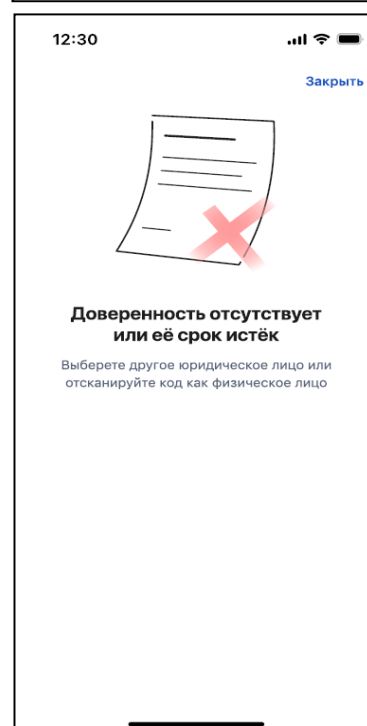 12:30
Закрыть
Доверенность отсутствует
или её срок истёк
Выберете другое юридическое лицо или
отсканируйте код как физическое лицо